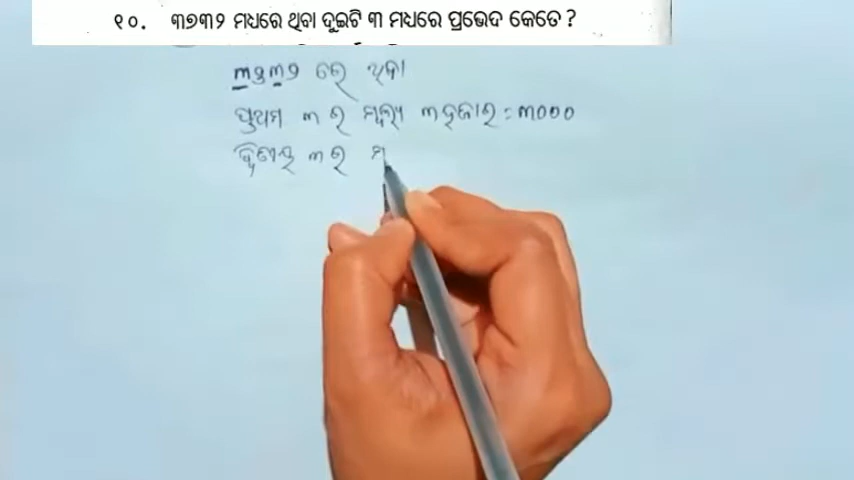 ୧୦. ୩୭୩୨ ମଧ୍ୟରେ ଥିବା ଦୁଇଟି ୩ ମଧ୍ୟରେ ପ୍ରଭେଦ କେତେ ?
୩୭୩୨ ରେ ଥିବା
ପ୍ରଥମ ୩ ର ମୂଲ୍ୟ ୩ହଜାର = ୩୦୦୦
ଦ୍ୱିତୀୟ ୩ ର ମ